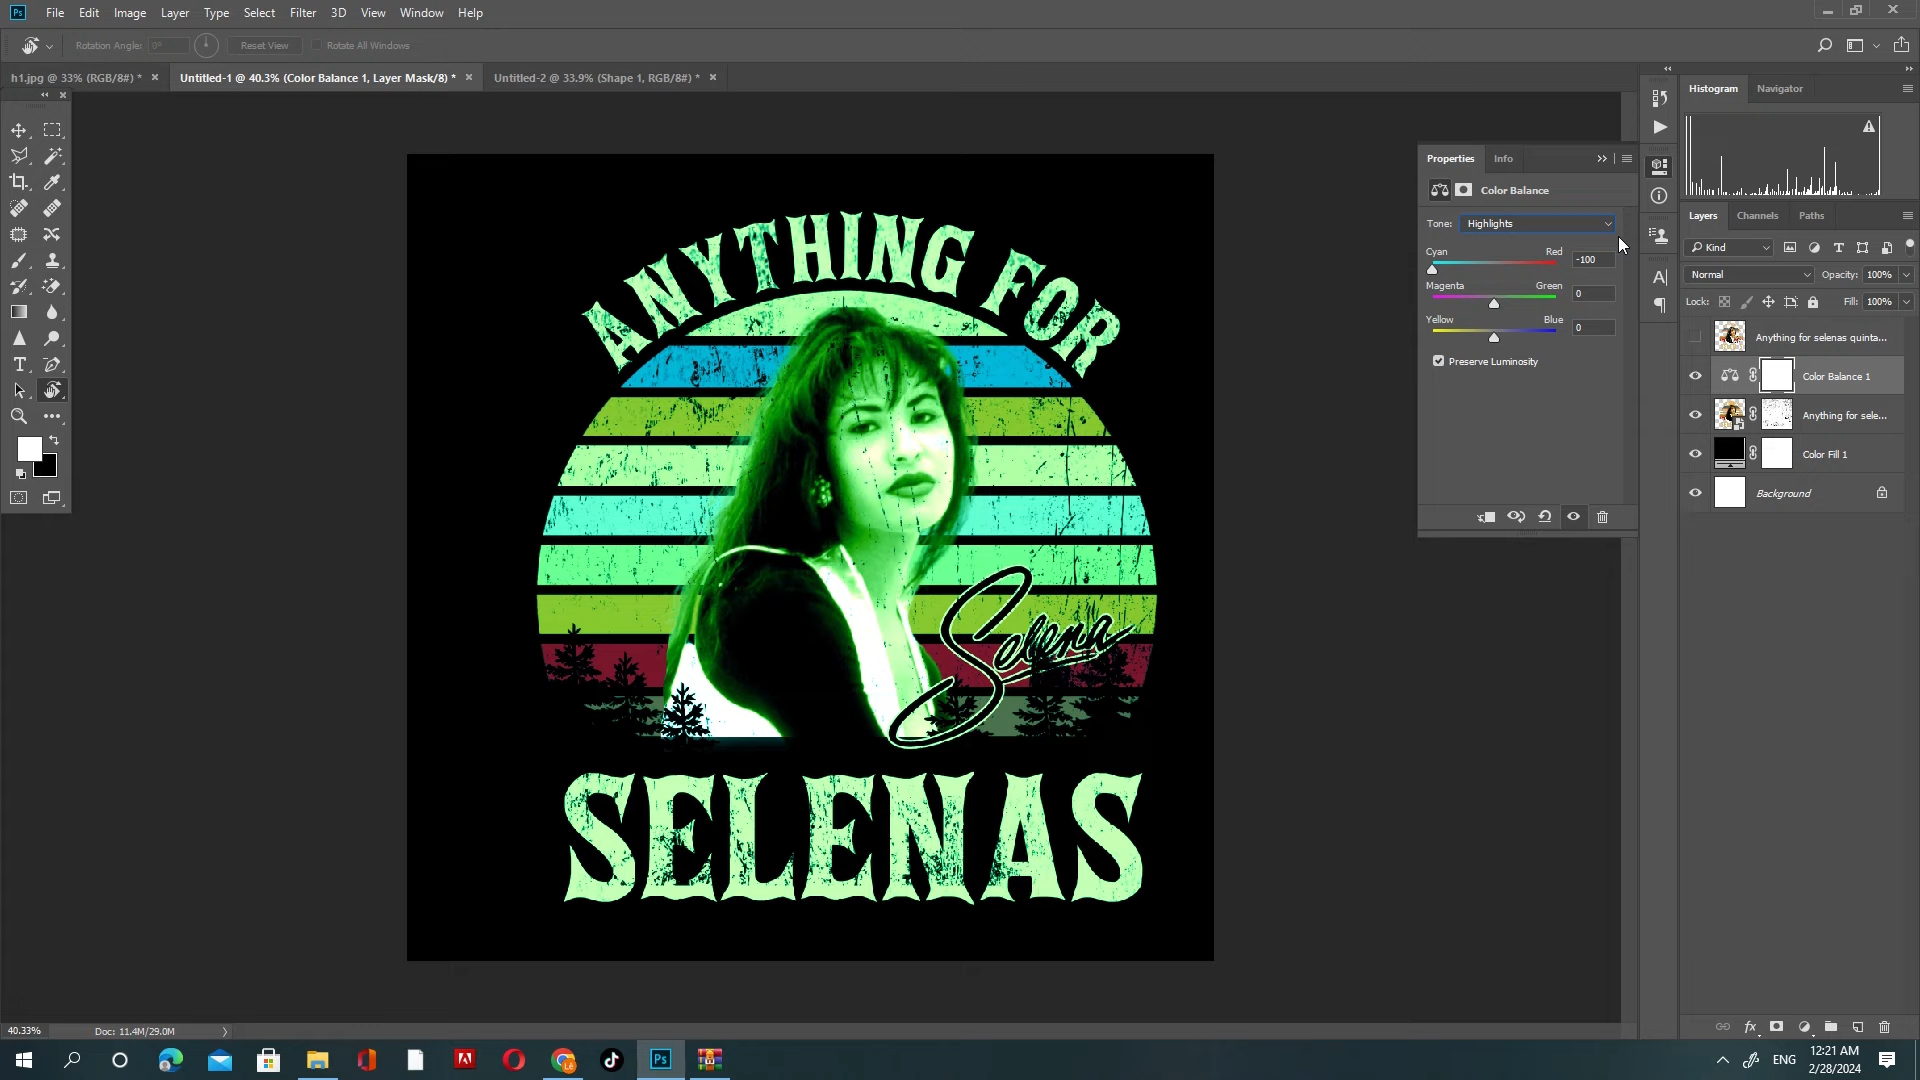 Ps File Edit Image Layer Type Select Filter 3D View Window Help
Rotation Angle: 0° Reset View Rotate All Windows
h1.jpg @ 33% (RGB/8#) * × Untitled-1 @ 40.3% (Color Balance 1, Layer Mask/8) * × Untitled-2 @ 33.9% (Shape 1, RGB/8#) * ×
Histogram Navigator
Properties Info
Color Balance
Tone: Highlights
Cyan Red -100
Magenta Green 0
Yellow Blue 0
Preserve Luminosity
Layers Channels Paths
Kind
Normal Opacity: 100%
Lock: Fill: 100%
Anything for selenas quinta...
Color Balance 1
Anything for sele...
Color Fill 1
Background
ANYTHING FOR
Selena
SELENAS
40.33% Doc: 11.4M/29.0M
Ps ENG 12:21 AM
2/28/2024